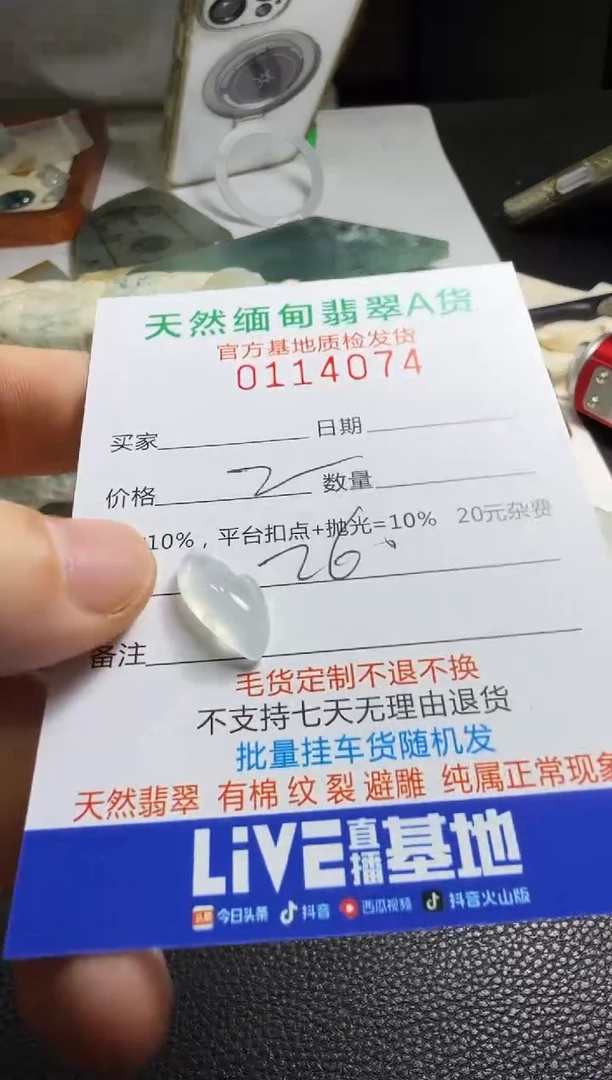 天然缅甸翡翠A货
官方基地质检发货
0114074
买家 日期
价格 2 数量
10%，平台扣点+抛光=10% 20元杂费
26
备注
毛货定制不退不换
不支持七天无理由退货
批量挂车货随机发
天然翡翠 有棉纹裂避雕 纯属正常现象
LiVE直播基地
头条 今日头条 抖音 西瓜视频 抖音火山版